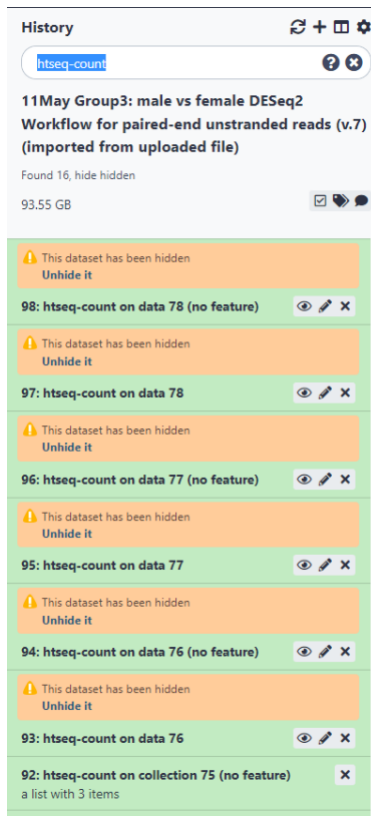 History
htseq-count
11May Group3: male vs female DESeq2
Workflow for paired-end unstranded reads (v.7)
(imported from uploaded file)
Found 16, hide hidden
93.55 GB
This dataset has been hidden
Unhide it
98: htseq-count on data 78 (no feature)
This dataset has been hidden
Unhide it
97: htseq-count on data 78
This dataset has been hidden
Unhide it
96: htseq-count on data 77 (no feature)
This dataset has been hidden
Unhide it
95: htseq-count on data 77
This dataset has been hidden
Unhide it
94: htseq-count on data 76 (no feature)
This dataset has been hidden
Unhide it
93: htseq-count on data 76
92: htseq-count on collection 75 (no feature)
a list with 3 items